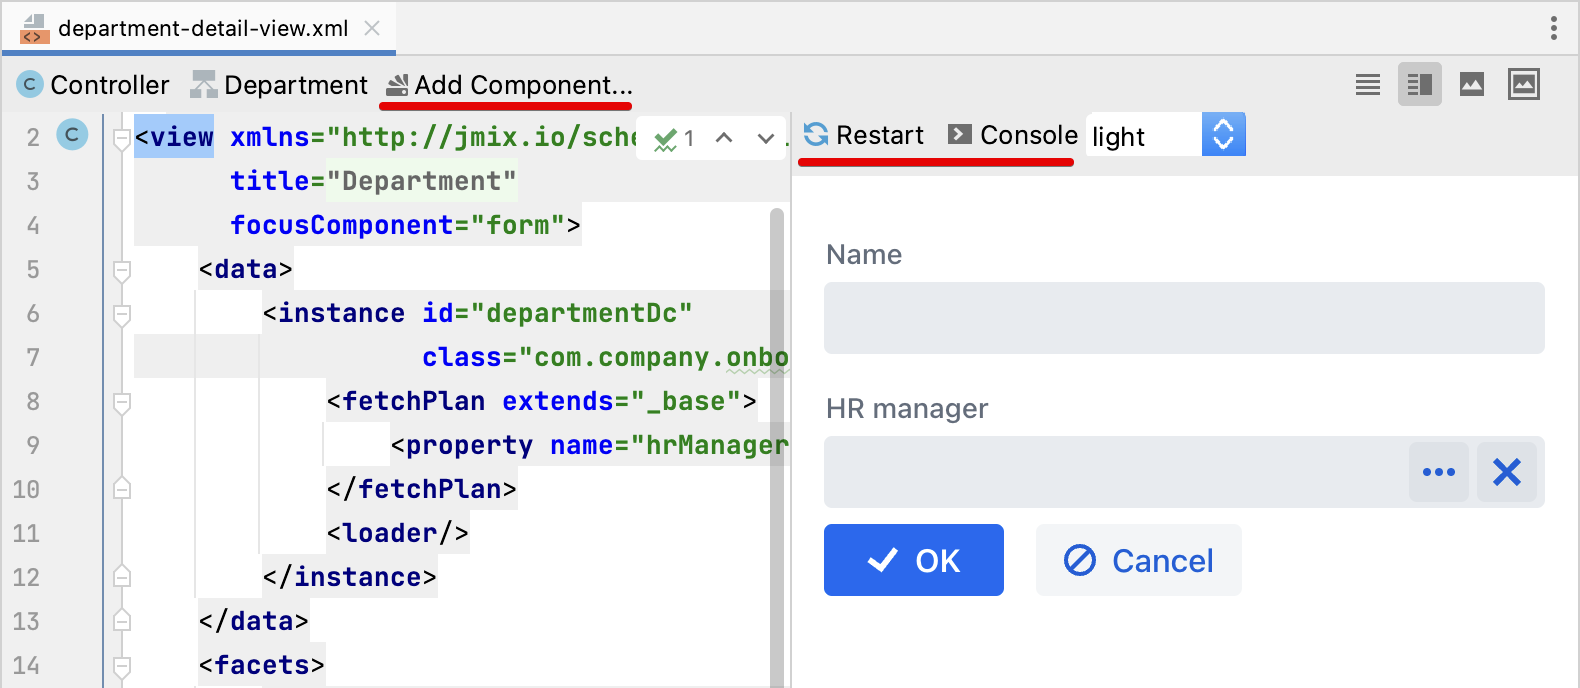 department-detail-view.xml
Controller Department Add Component...
2 <view xmlns="http://jmix.io/sche 1
3 title="Department"
4 focusComponent="form">
5 <data>
6 <instance id="departmentDc"
7 class="com.company.onbo
8 <fetchPlan extends="_base">
9 <property name="hrManager
10 </fetchPlan>
11 <loader/>
12 </instance>
13 </data>
14 <facets>
Restart Console light
Name
HR manager
OK Cancel